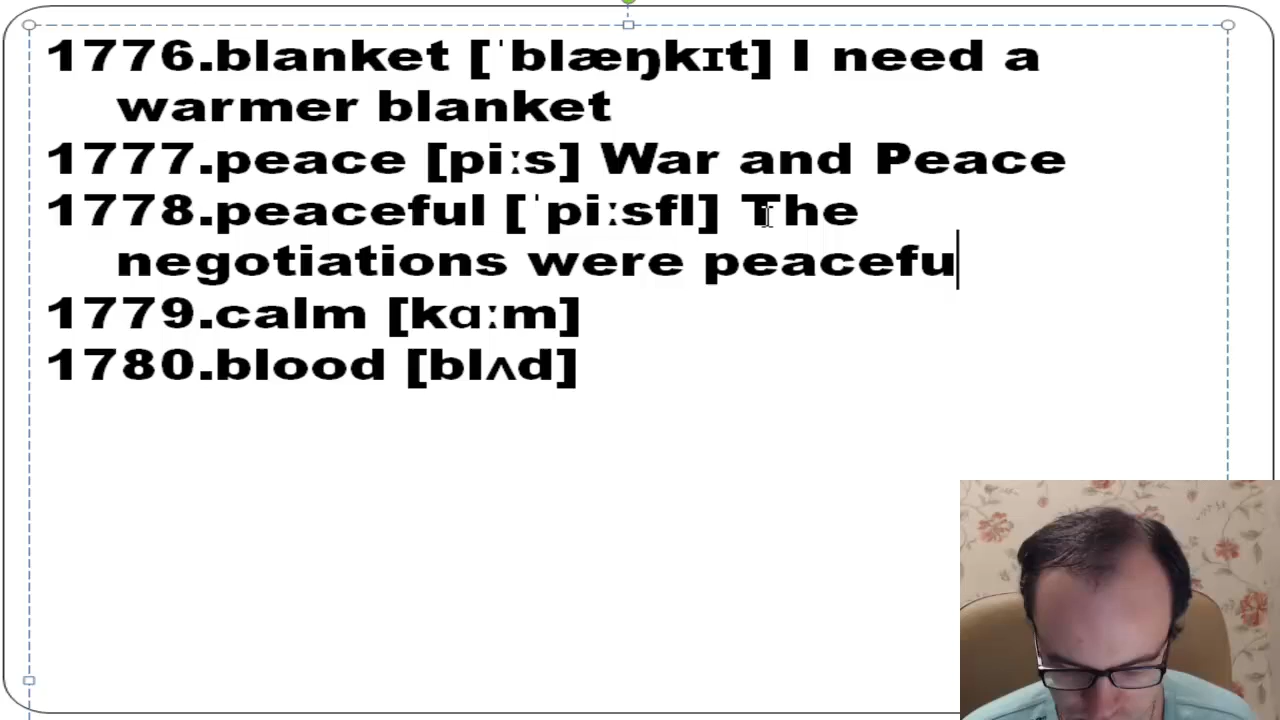 1776.blanket [ˈblæŋkɪt] I need a
warmer blanket
1777.peace [piːs] War and Peace
1778.peaceful [ˈpiːsfl] The
negotiations were peacefu
1779.calm [kɑːm]
1780.blood [blʌd]